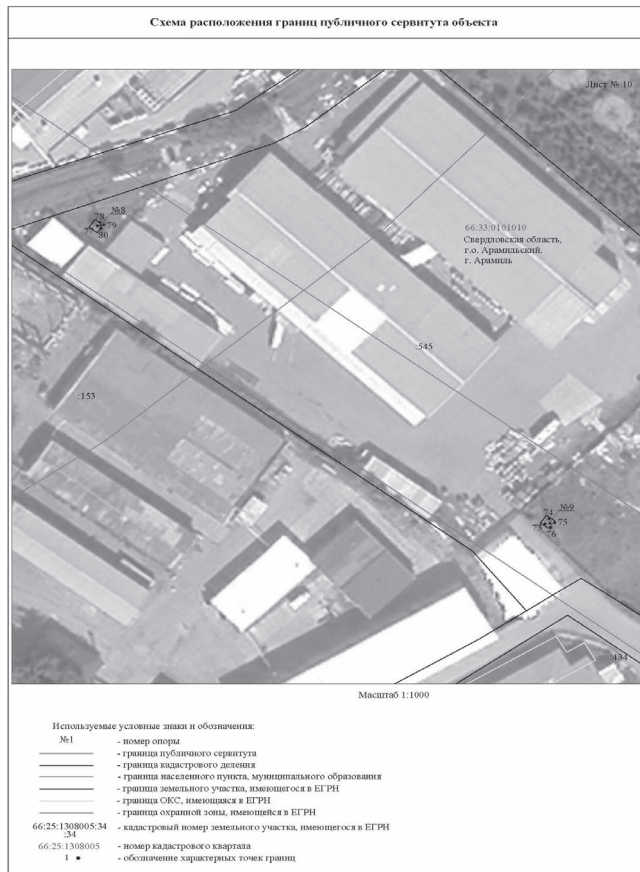 Схема расположения границ публичного сервитута объекта
Лист № 10
78 №8
77 79
80
66:33:0101010
Свердловская область,
г.о. Арамильский.
г. Арамиль
:545
:153
74 №9
73 75
76
:434
Масштаб 1:1000
Используемые условные знаки и обозначения:
№1 - номер опоры
- граница публичного сервитута
- граница кадастрового деления
- граница населенного пункта, муниципального образования
- граница земельного участка, имеющегося в ЕГРН
- граница ОКС, имеющаяся в ЕГРН
- граница охранной зоны, имеющейся в ЕГРН
66:25:1308005:34
:34 - кадастровый номер земельного участка, имеющегося в ЕГРН
66:25:1308005 - номер кадастрового квартала
1 - обозначение характерных точек границ